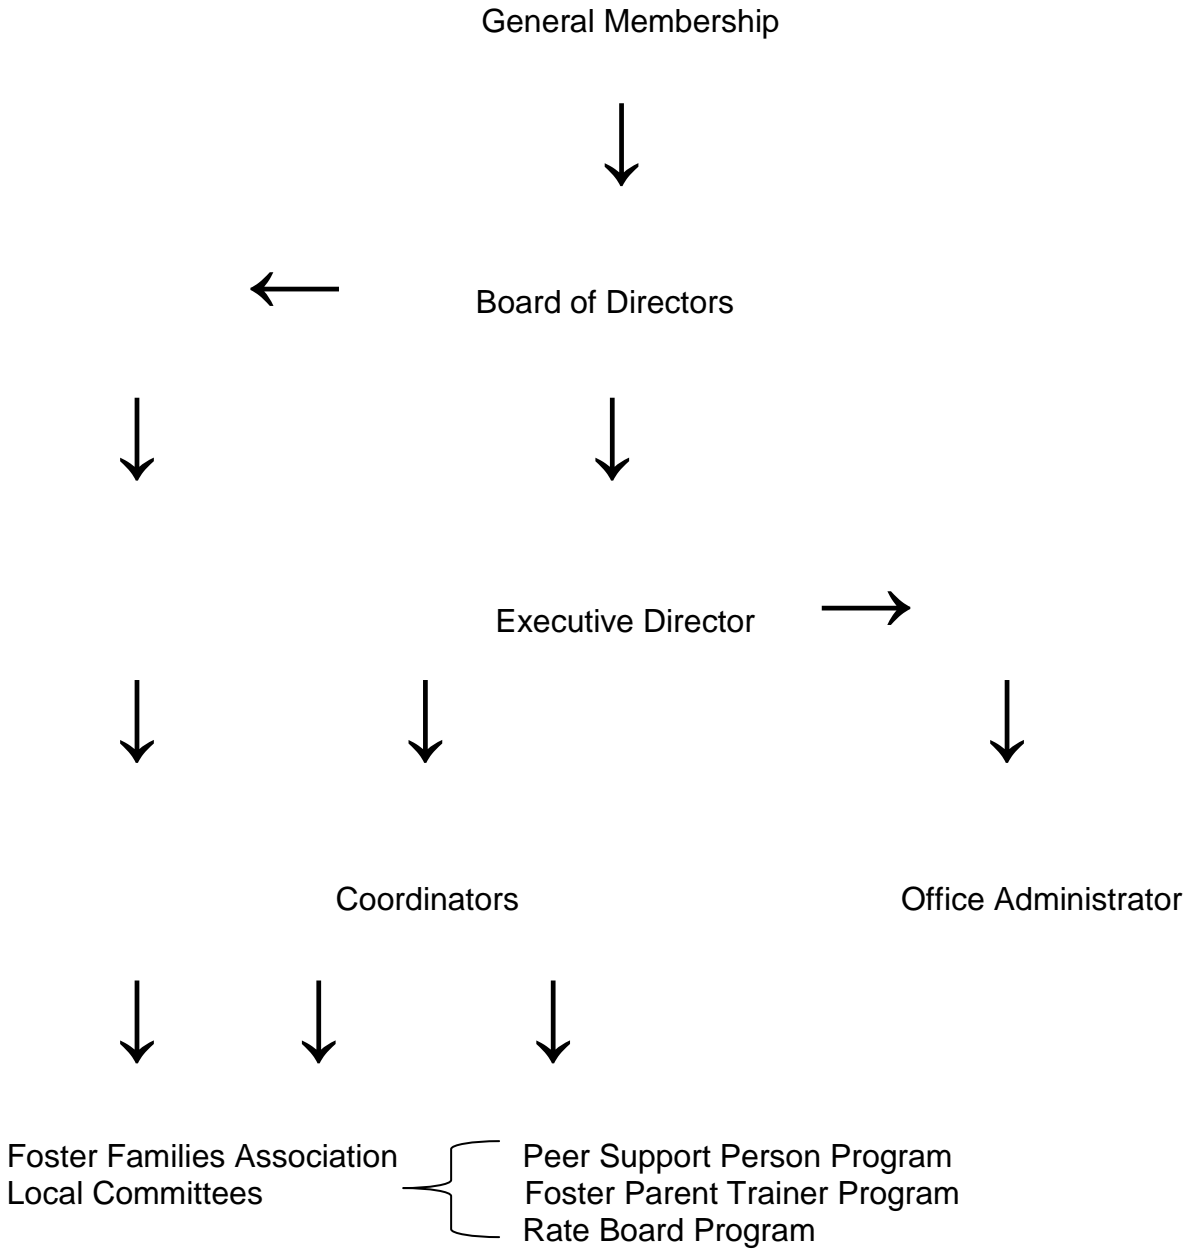 General Membership
Board of Directors
Executive Director
Coordinators
Office Administrator
Foster Families Association
Local Committees
Peer Support Person Program
Foster Parent Trainer Program
Rate Board Program